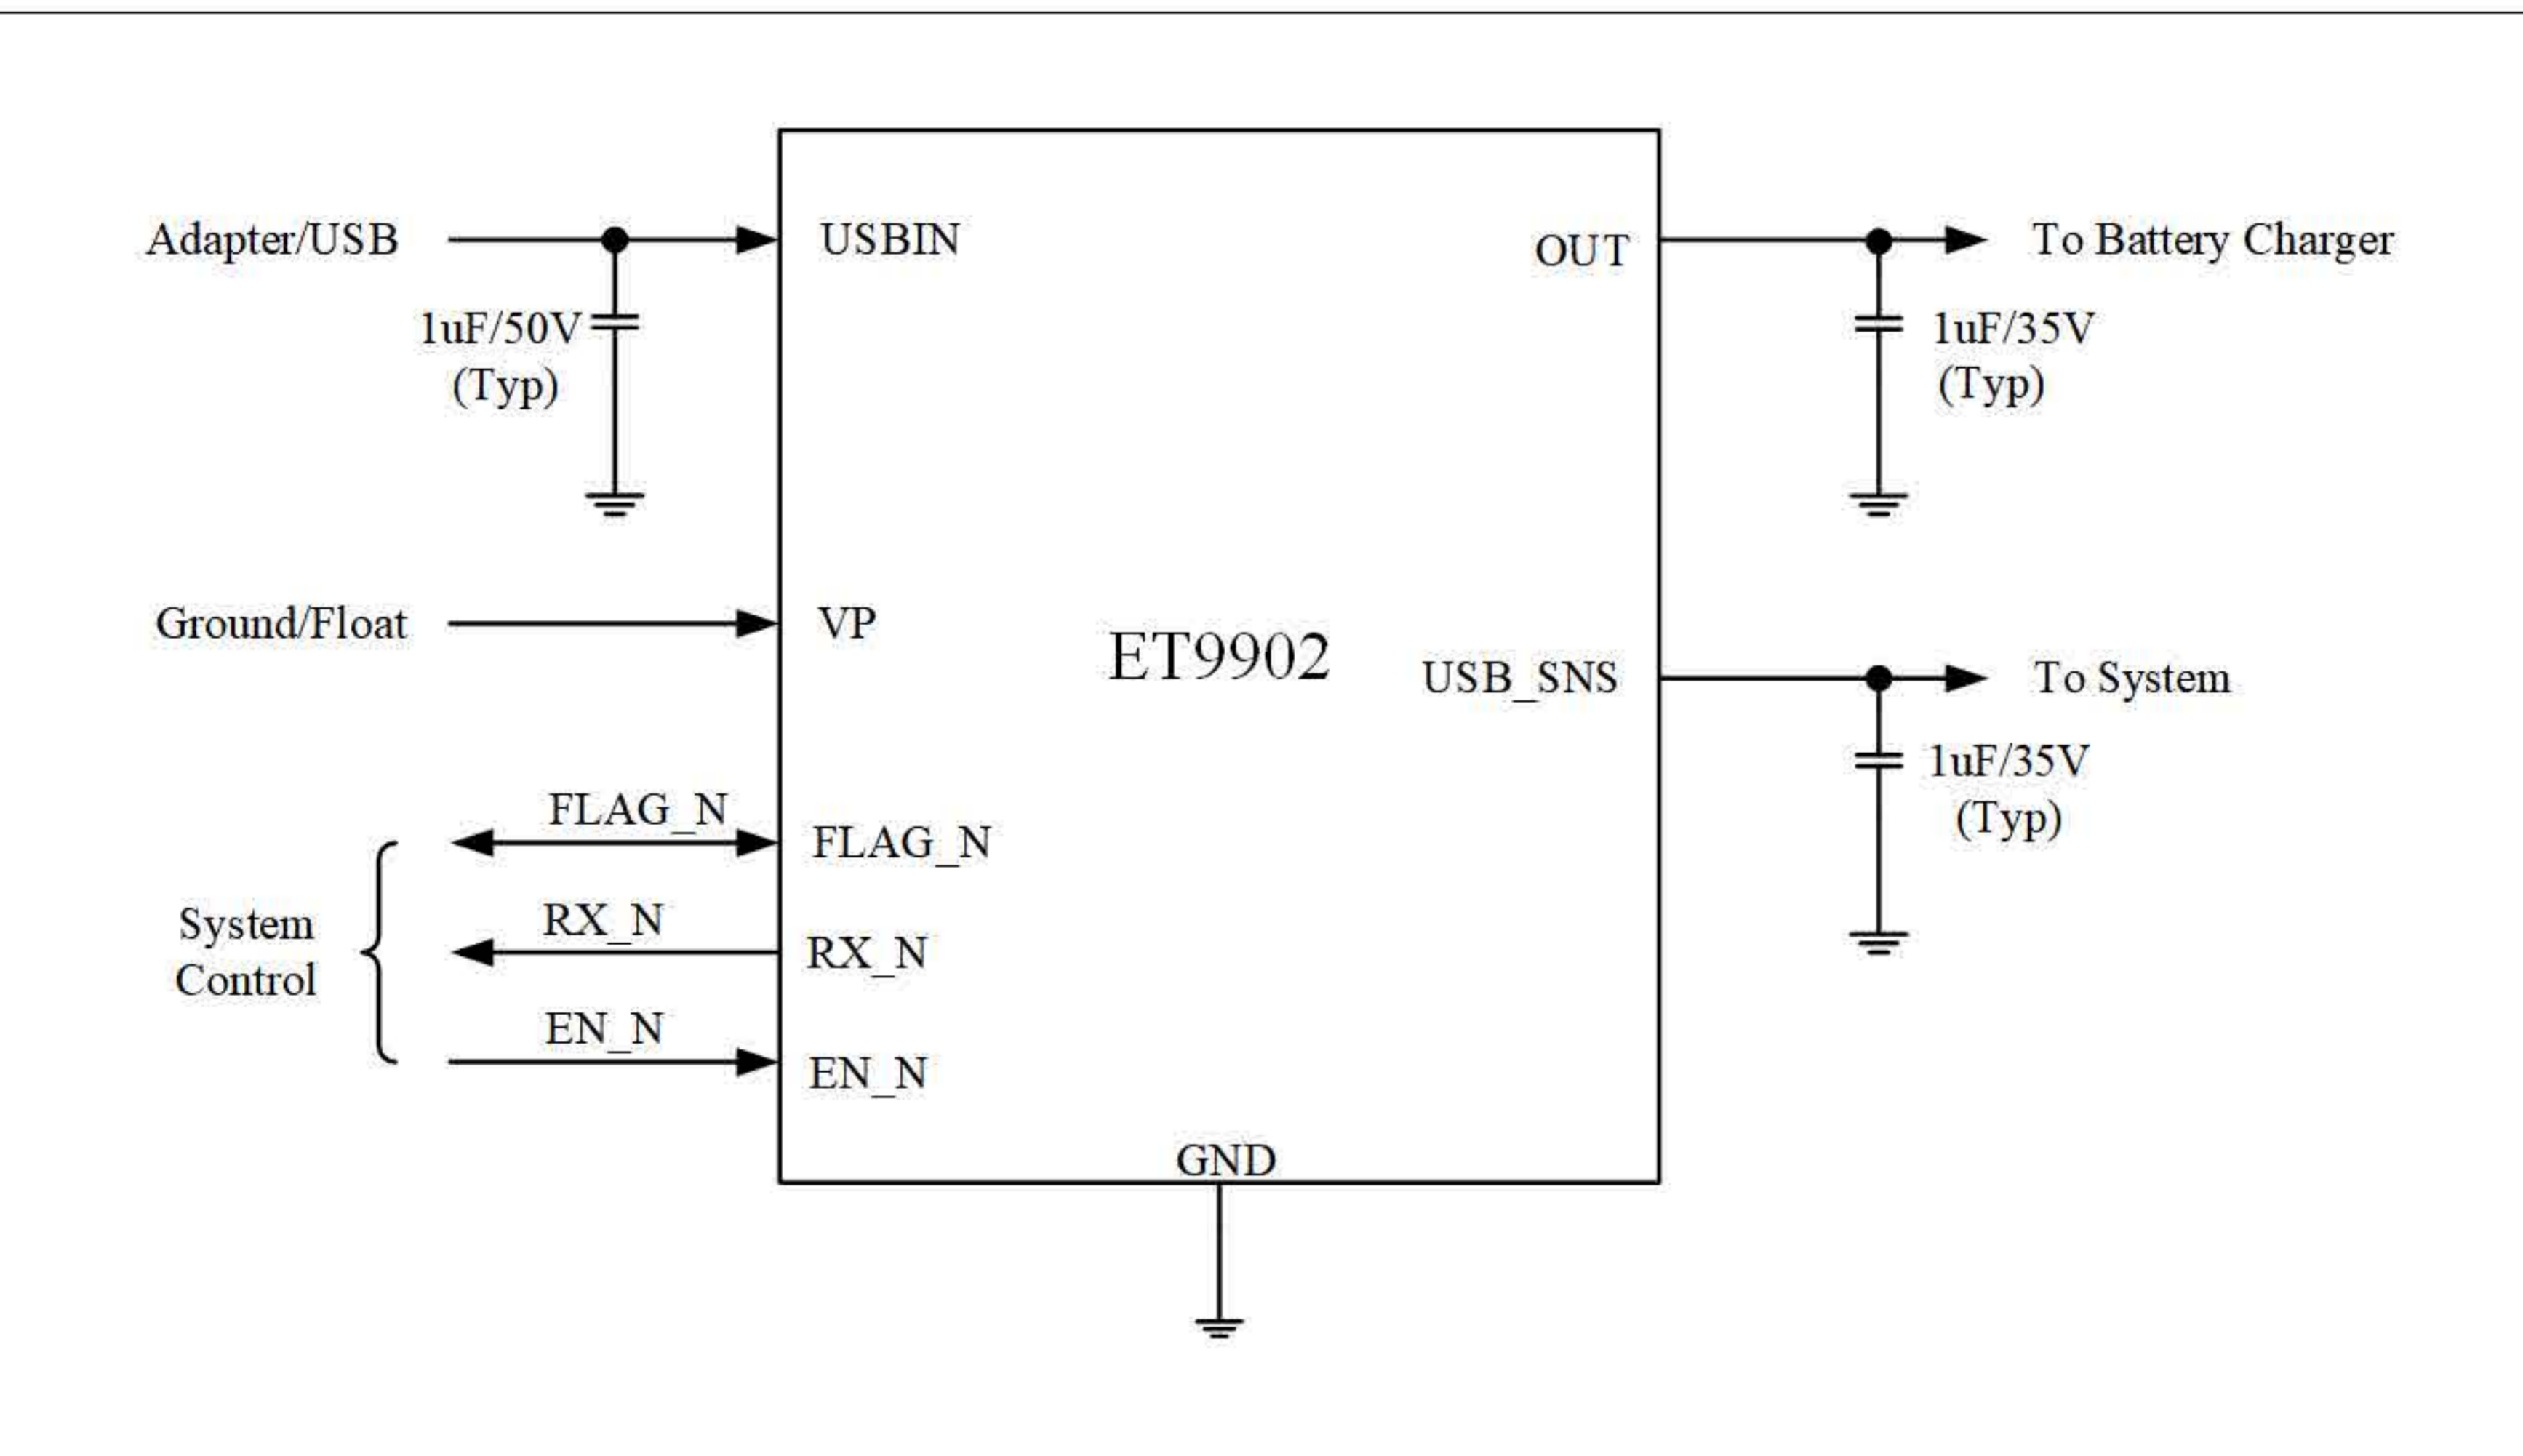 Adapter/USB
USBIN
OUT
To Battery Charger
1uF/50V
(Typ)
1uF/35V
(Typ)
Ground/Float
VP
ET9902
USB_SNS
To System
1uF/35V
(Typ)
FLAG_N
FLAG_N
System
Control
RX_N
RX_N
EN_N
EN_N
GND